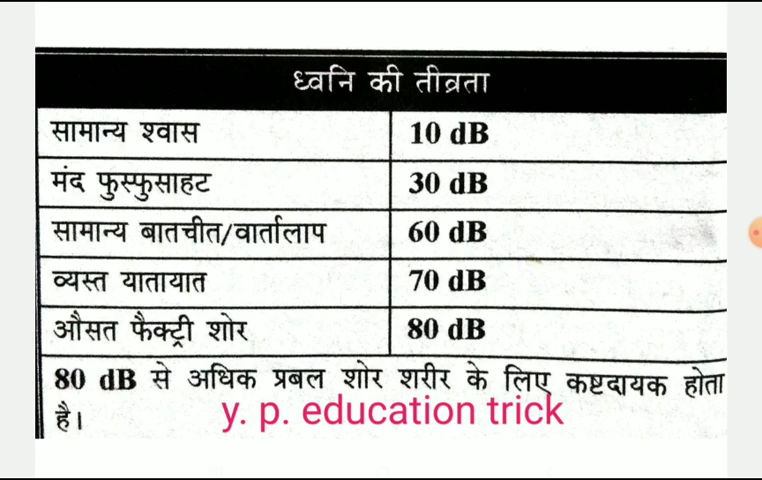 ध्वनि की तीव्रता
सामान्य श्वास 10 dB
मंद फुस्फुसाहट 30 dB
सामान्य बातचीत/वार्तालाप 60 dB
व्यस्त यातायात 70 dB
औसत फैक्ट्री शोर 80 dB
80 dB से अधिक प्रबल शोर शरीर के लिए कष्टदायक होता
है।
y. p. education trick